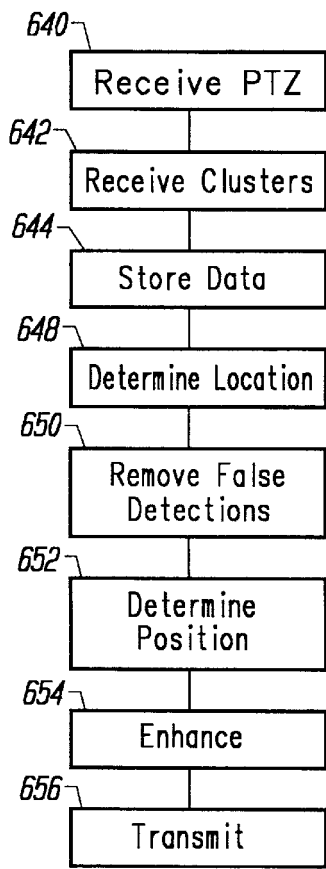 640
Receive PTZ
642
Receive Clusters
644
Store Data
648
Determine Location
650
Remove False
Detections
652
Determine
Position
654
Enhance
656
Transmit